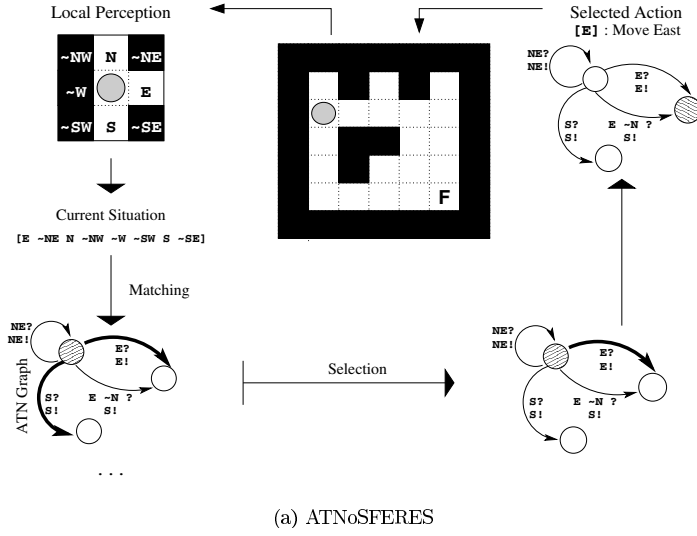 Local Perception
Selected Action
[E] : Move East
~NW N ~NE
~W E
~SW S ~SE
NE?
NE!
E?
E!
S?
S!
E ~N ?
S!
F
Current Situation
[E ~NE N ~NW ~W ~SW S ~SE]
Matching
NE?
NE!
E?
E!
S?
S!
E ~N ?
S!
ATN Graph
. . .
Selection
NE?
NE!
E?
E!
S?
S!
E ~N ?
S!
(a) ATNoSFERES